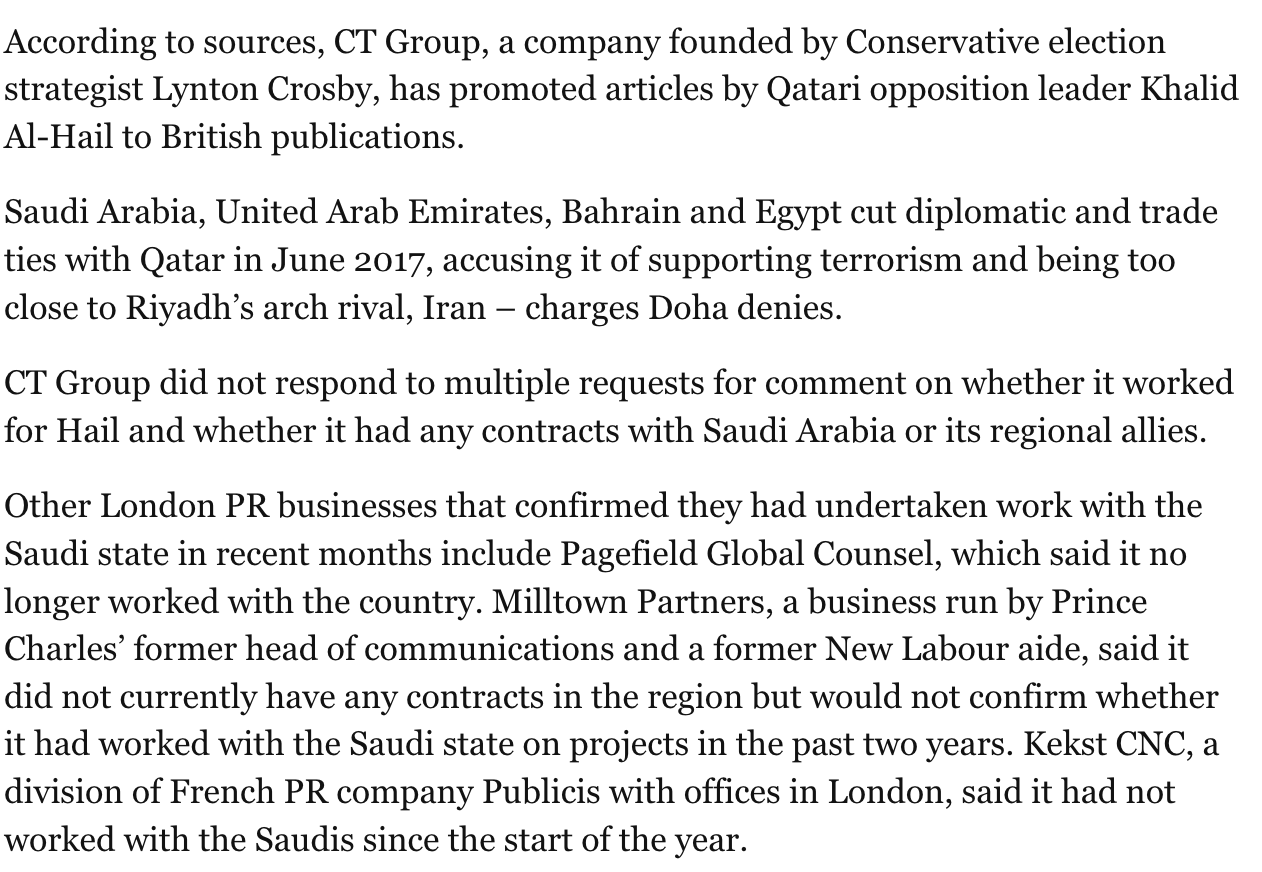 According to sources, CT Group, a company founded by Conservative election
strategist Lynton Crosby, has promoted articles by Qatari opposition leader Khalid
Al-Hail to British publications.
Saudi Arabia, United Arab Emirates, Bahrain and Egypt cut diplomatic and trade
ties with Qatar in June 2017, accusing it of supporting terrorism and being too
close to Riyadh’s arch rival, Iran – charges Doha denies.
CT Group did not respond to multiple requests for comment on whether it worked
for Hail and whether it had any contracts with Saudi Arabia or its regional allies.
Other London PR businesses that confirmed they had undertaken work with the
Saudi state in recent months include Pagefield Global Counsel, which said it no
longer worked with the country. Milltown Partners, a business run by Prince
Charles’ former head of communications and a former New Labour aide, said it
did not currently have any contracts in the region but would not confirm whether
it had worked with the Saudi state on projects in the past two years. Kekst CNC, a
division of French PR company Publicis with offices in London, said it had not
worked with the Saudis since the start of the year.